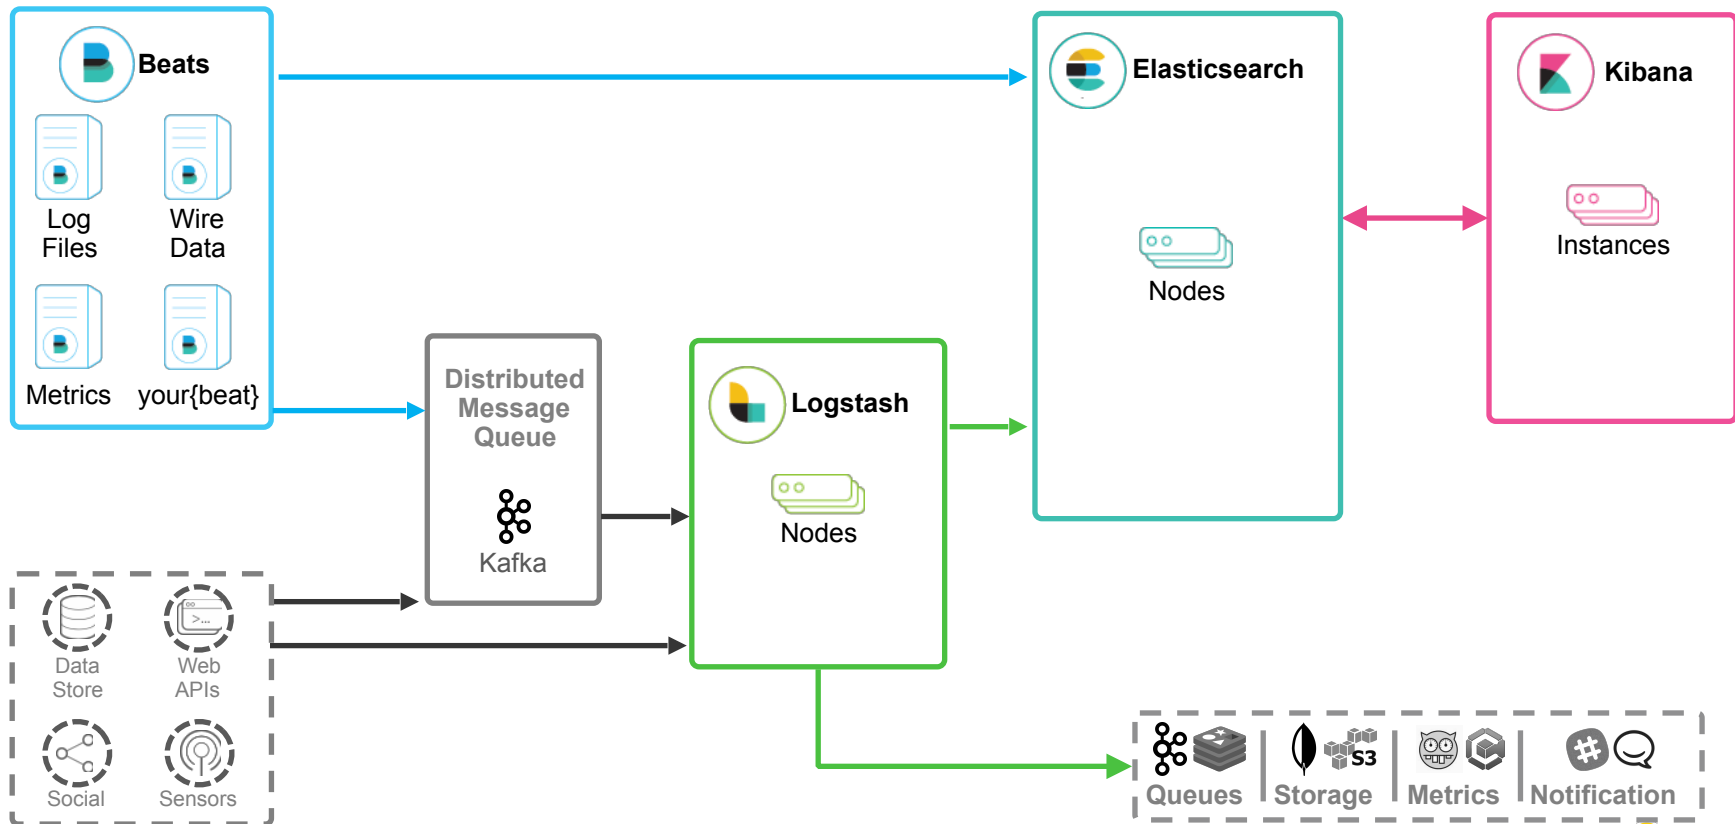 Beats
Log
Files
Wire
Data
Metrics
your{beat}
Distributed
Message
Queue
Kafka
Logstash
Nodes
Elasticsearch
Nodes
Kibana
Instances
Data
Store
Web
APIs
>...
Social
Sensors
S3
Queues
Storage
Metrics
Notification